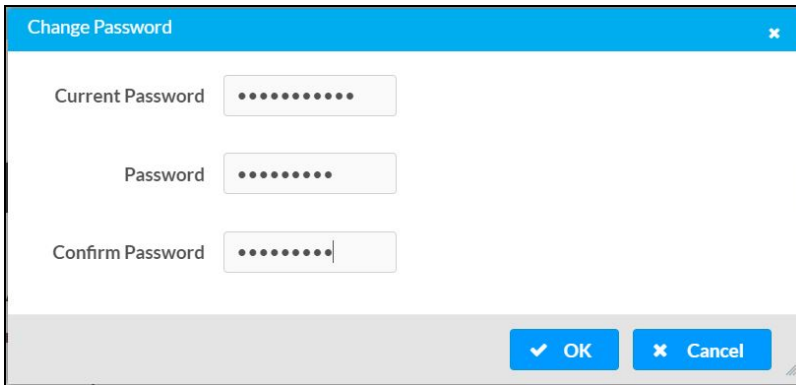 Change Password
Current Password •••••••••••
Password •••••••••
Confirm Password •••••••••
OK Cancel